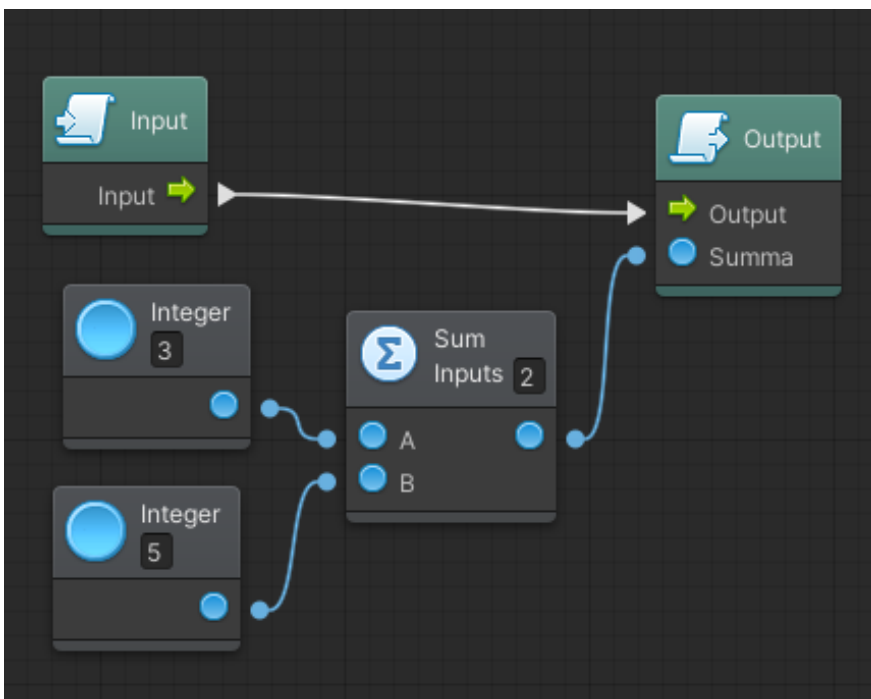 Input
Input
Output
Output
Summa
Integer
3
Sum
Inputs 2
A
B
Integer
5